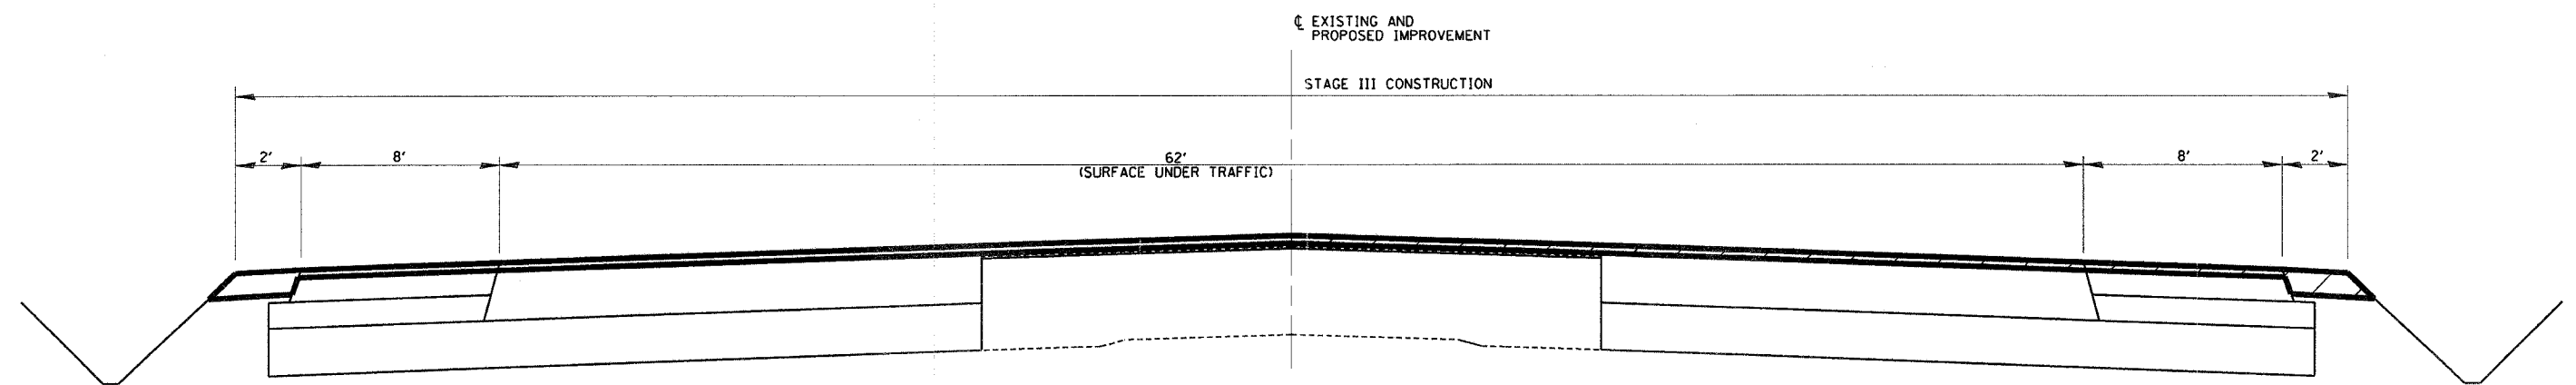 ℄ EXISTING AND
PROPOSED IMPROVEMENT
STAGE III CONSTRUCTION
2' 8' 62' 8' 2'
(SURFACE UNDER TRAFFIC)